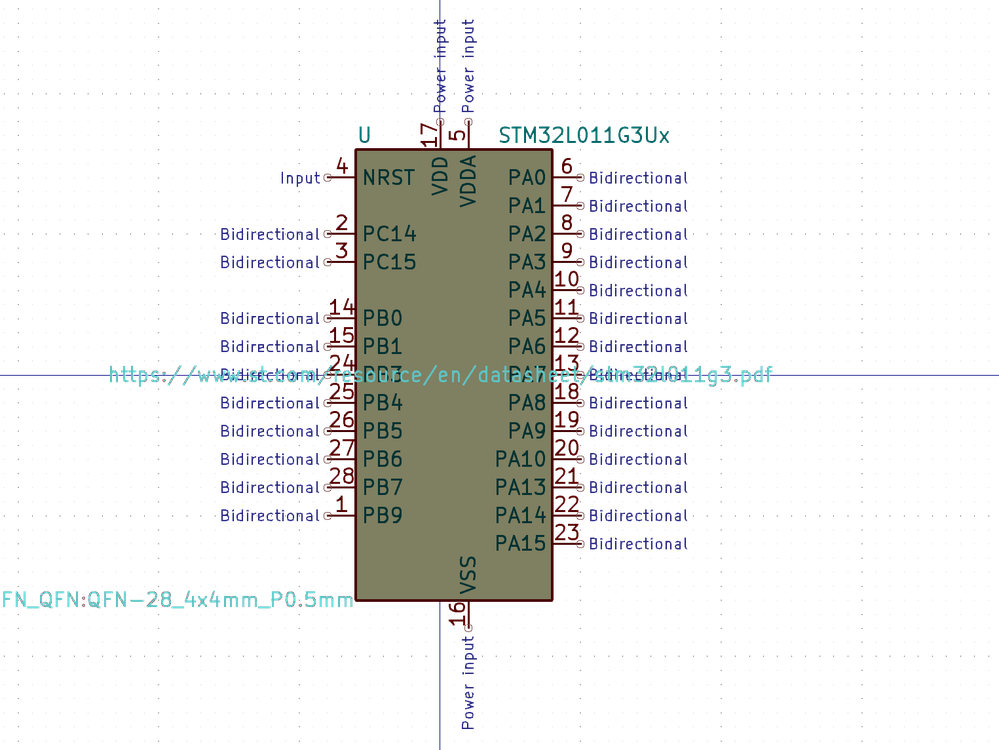 Power input
Power input
17
5
U
STM32L011G3Ux
VDD
VDDA
Input 4 NRST PA0 6 Bidirectional
PA1 7 Bidirectional
Bidirectional 2 PC14 PA2 8 Bidirectional
Bidirectional 3 PC15 PA3 9 Bidirectional
PA4 10 Bidirectional
Bidirectional 14 PB0 PA5 11 Bidirectional
Bidirectional 15 PB1 PA6 12 Bidirectional
Bidirectional 24 PB3 PA7 13 Bidirectional
https://www.st.com/resource/en/datasheet/stm32l011g3.pdf
Bidirectional 25 PB4 PA8 18 Bidirectional
Bidirectional 26 PB5 PA9 19 Bidirectional
Bidirectional 27 PB6 PA10 20 Bidirectional
Bidirectional 28 PB7 PA13 21 Bidirectional
Bidirectional 1 PB9 PA14 22 Bidirectional
PA15 23 Bidirectional
VSS
FN_QFN:QFN-28_4x4mm_P0.5mm
16
Power input